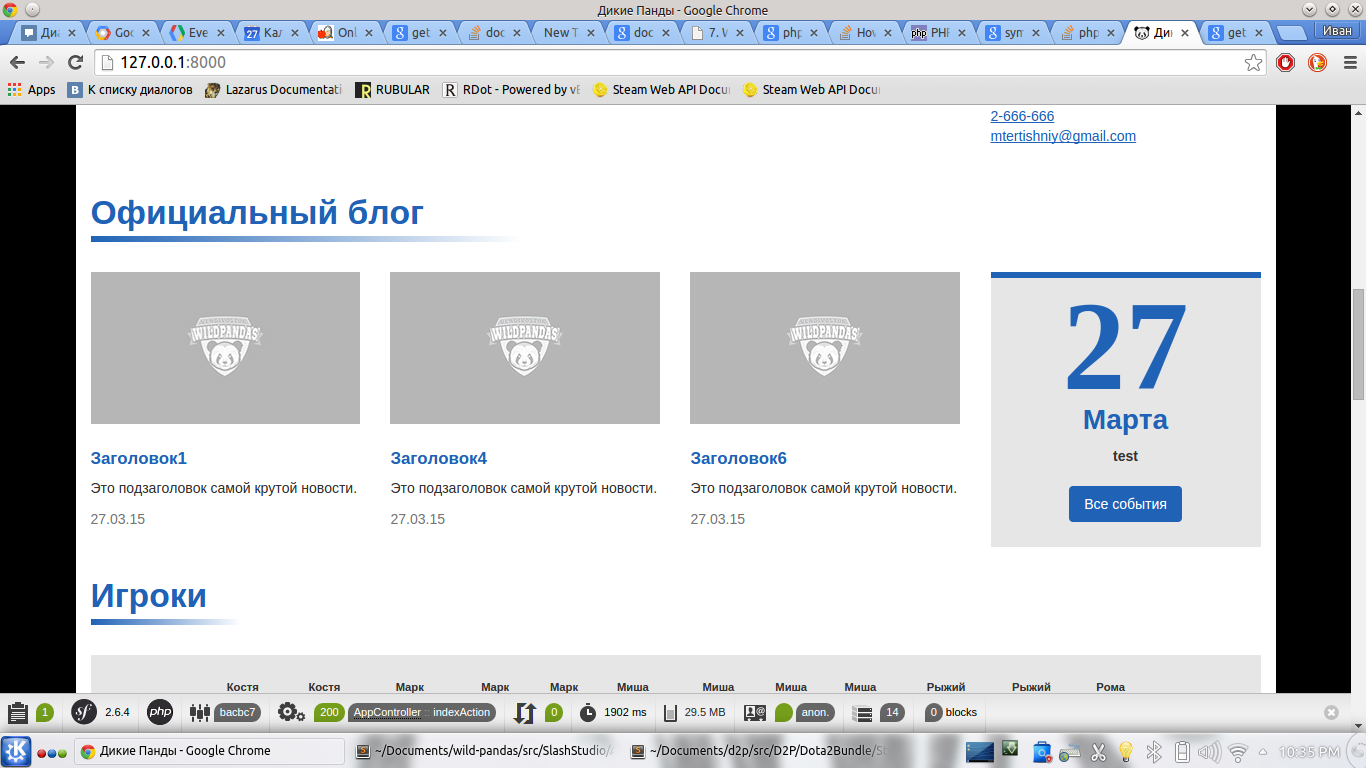 Дикие Панды - Google Chrome
Диа Goo Eve 27 Кал Onl get doc New T doc 7. W php Hov PHP sym php Дик get Иван
127.0.0.1:8000
Apps К списку диалогов Lazarus Documentati RUBULAR RDot - Powered by vE Steam Web API Docu Steam Web API Docu
2-666-666
mtertishniy@gmail.com
Официальный блог
WILDPANDAS WILDPANDAS WILDPANDAS
27
Марта
test
Все события
Заголовок1 Заголовок4 Заголовок6
Это подзаголовок самой крутой новости. Это подзаголовок самой крутой новости. Это подзаголовок самой крутой новости.
27.03.15 27.03.15 27.03.15
Игроки
Костя Костя Марк Марк Марк Миша Миша Миша Миша Рыжий Рыжий Рома
1 sf 2.6.4 php bacbc7 200 AppController :: indexAction 0 1902 ms 29.5 MB anon. 14 0 blocks
Дикие Панды - Google Chrome ~/Documents/wild-pandas/src/SlashStudio/ ~/Documents/d2p/src/D2P/Dota2Bundle/ 10:35 PM